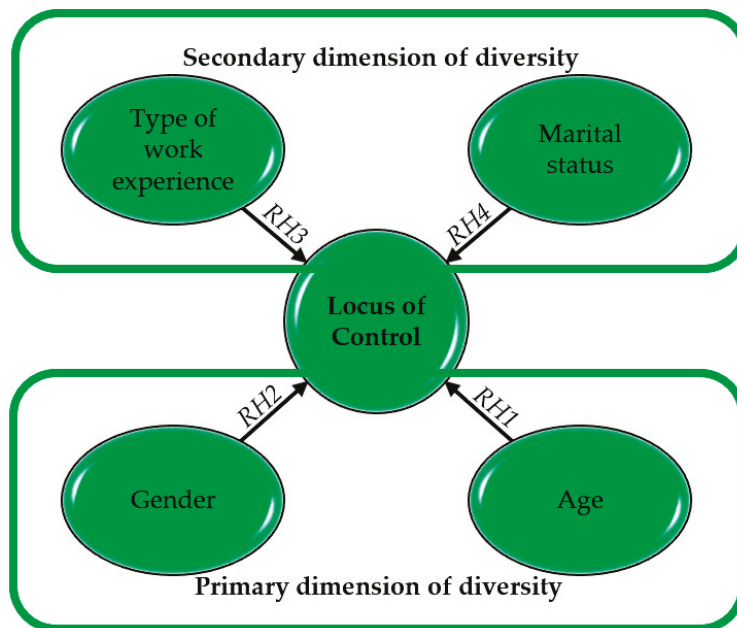 Secondary dimension of diversity
Type of
work
experience
Marital
status
RH3
RH4
Locus of
Control
RH2
RH1
Gender
Age
Primary dimension of diversity